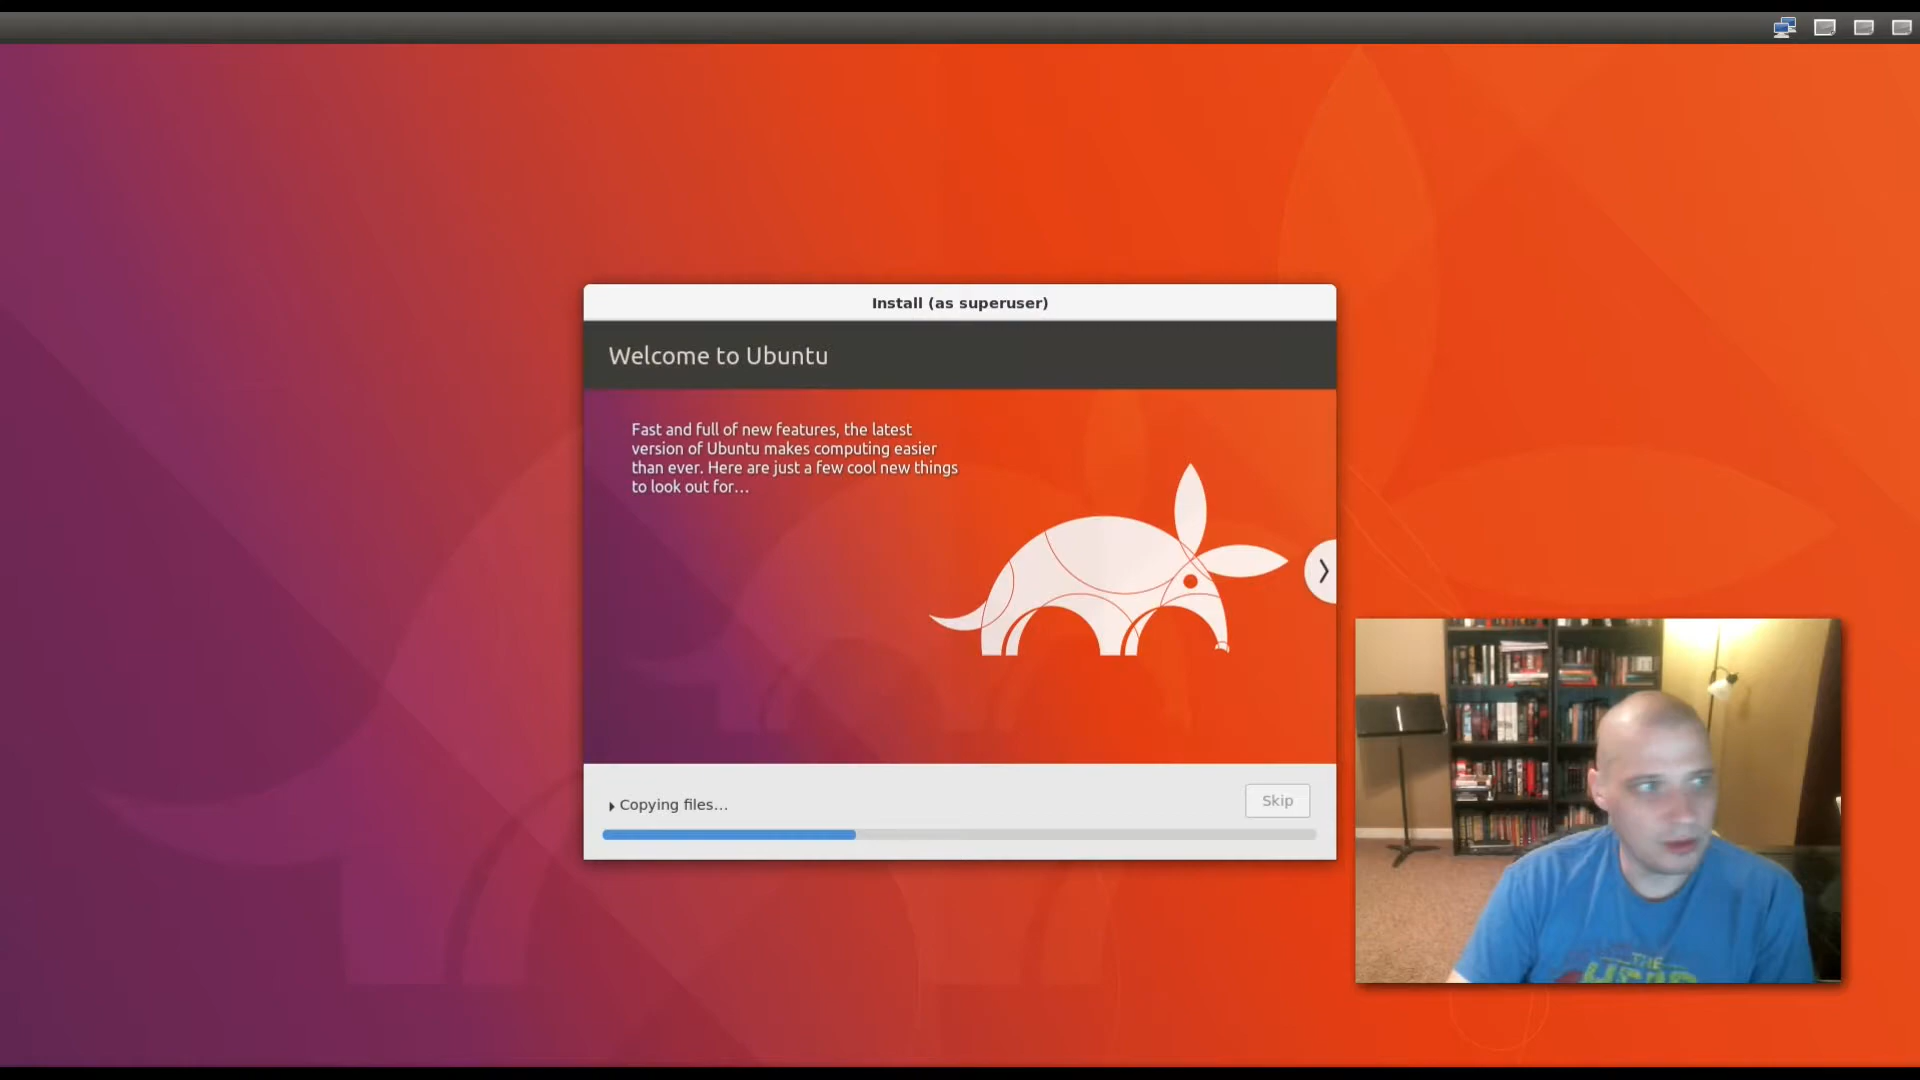 Install (as superuser)
Welcome to Ubuntu
Fast and full of new features, the latest
version of Ubuntu makes computing easier
than ever. Here are just a few cool new things
to look out for...
Copying files...
Skip
THE